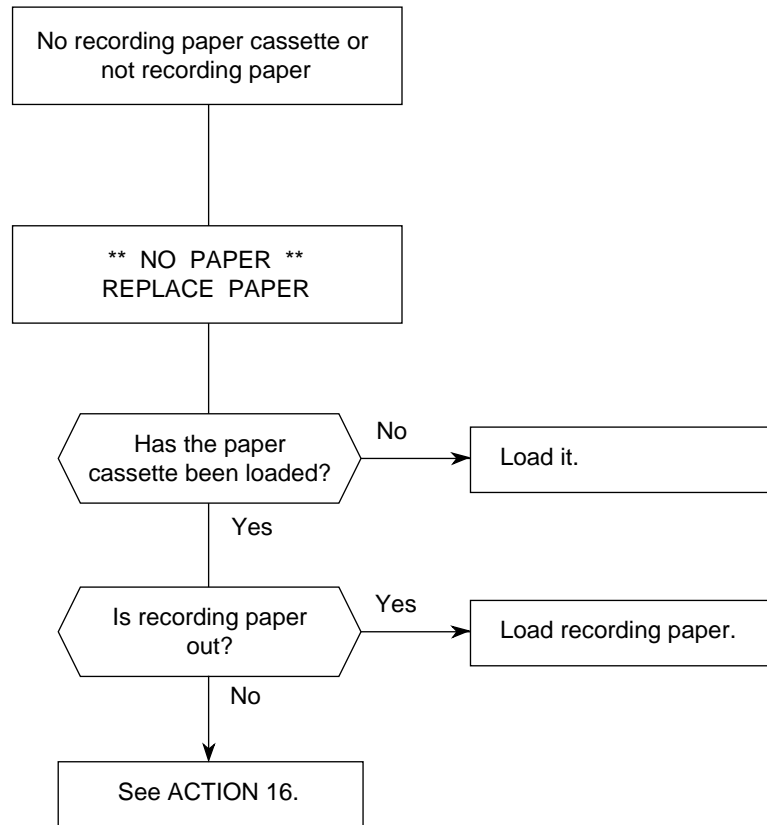 No recording paper cassette or
not recording paper
** NO PAPER **
REPLACE PAPER
Has the paper
cassette been loaded?
No
Load it.
Yes
Is recording paper
out?
Yes
Load recording paper.
No
See ACTION 16.